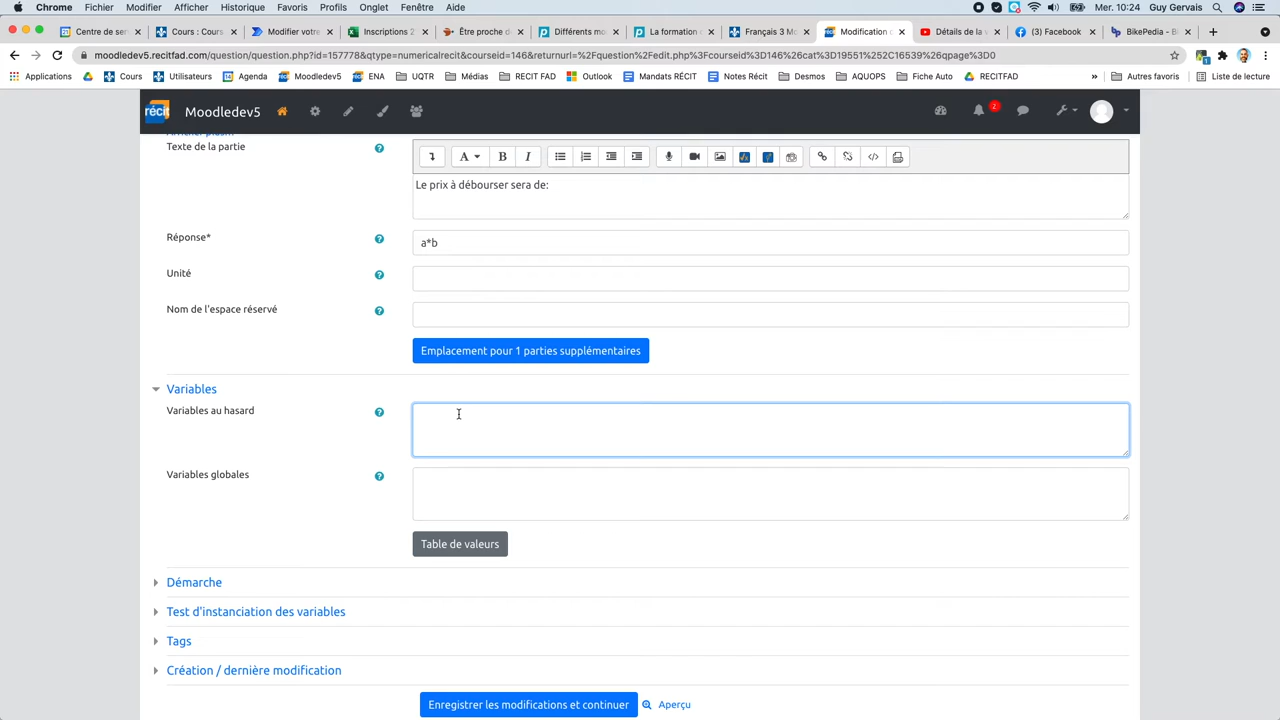 Chrome Fichier Modifier Afficher Historique Favoris Profils Onglet Fenêtre Aide Mer. 10:24 Guy Gervais
Centre de ser Cours : Cours Modifier votre Inscriptions 2 Être proche d Différents mo La formation Français 3 Mo Modification c Détails de la v (3) Facebook BikePedia - B
moodledev5.recitfad.com/question/question.php?id=157778&qtype=numericalrecit&courseid=146&returnurl=%2Fquestion%2Fedit.php%3Fcourseid%3D146%26cat%3D19551%2C16539%26qpage%3D0
Applications Cours Utilisateurs Agenda Moodledev5 ENA UQTR Médias RECIT FAD Outlook Mandats RÉCIT Notes Récit Desmos AQUOPS Fiche Auto RECITFAD » Autres favoris Liste de lecture
récit Moodledev5 2
Texte de la partie
Le prix à débourser sera de:
Réponse* a*b
Unité
Nom de l'espace réservé
Emplacement pour 1 parties supplémentaires
Variables
Variables au hasard
Variables globales
Table de valeurs
Démarche
Test d'instanciation des variables
Tags
Création / dernière modification
Enregistrer les modifications et continuer Aperçu